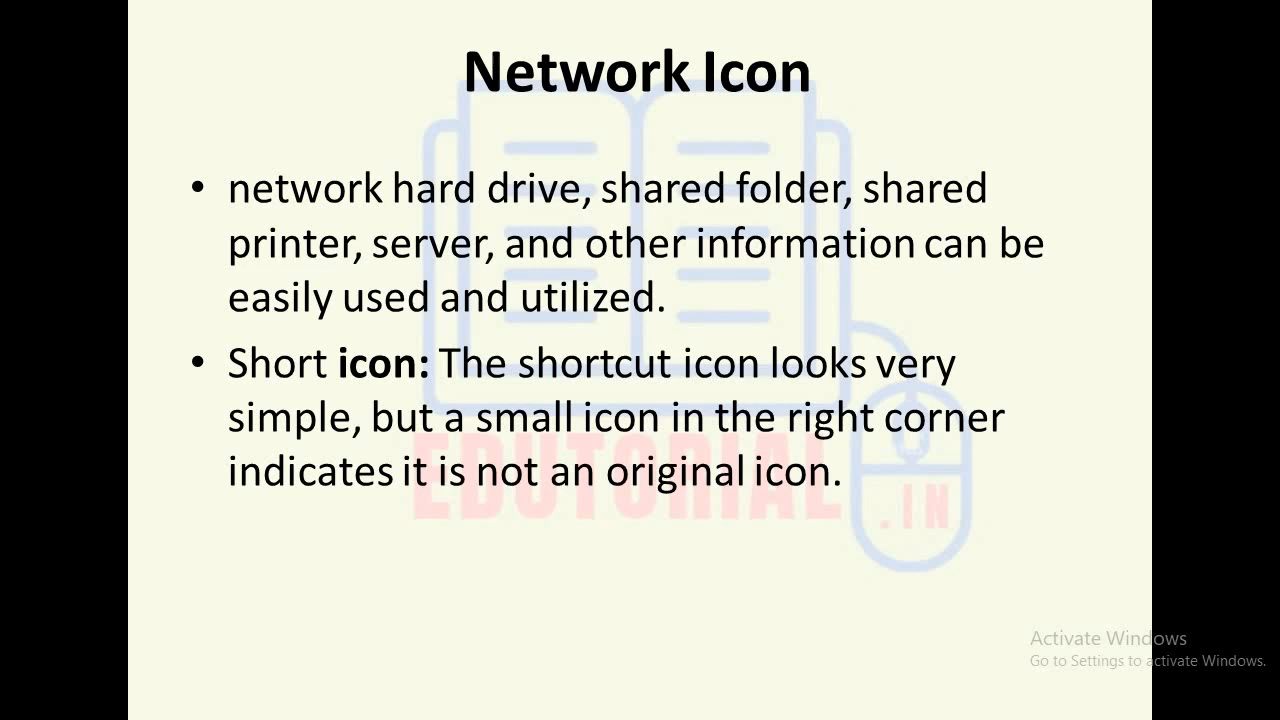 Network Icon
• network hard drive, shared folder, shared
printer, server, and other information can be
easily used and utilized.
• Short icon: The shortcut icon looks very
simple, but a small icon in the right corner
indicates it is not an original icon.
EDUTORIAL
.IN
Activate Windows
Go to Settings to activate Windows.